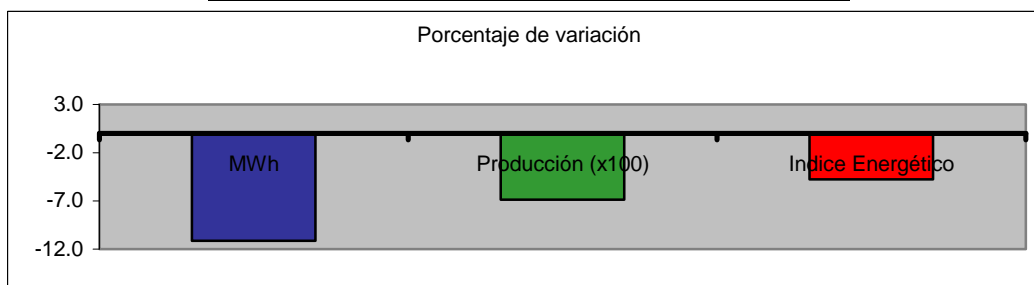 Porcentaje de variación
3.0
-2.0
MWh
Producción (x100)
Indice Energético
-7.0
-12.0